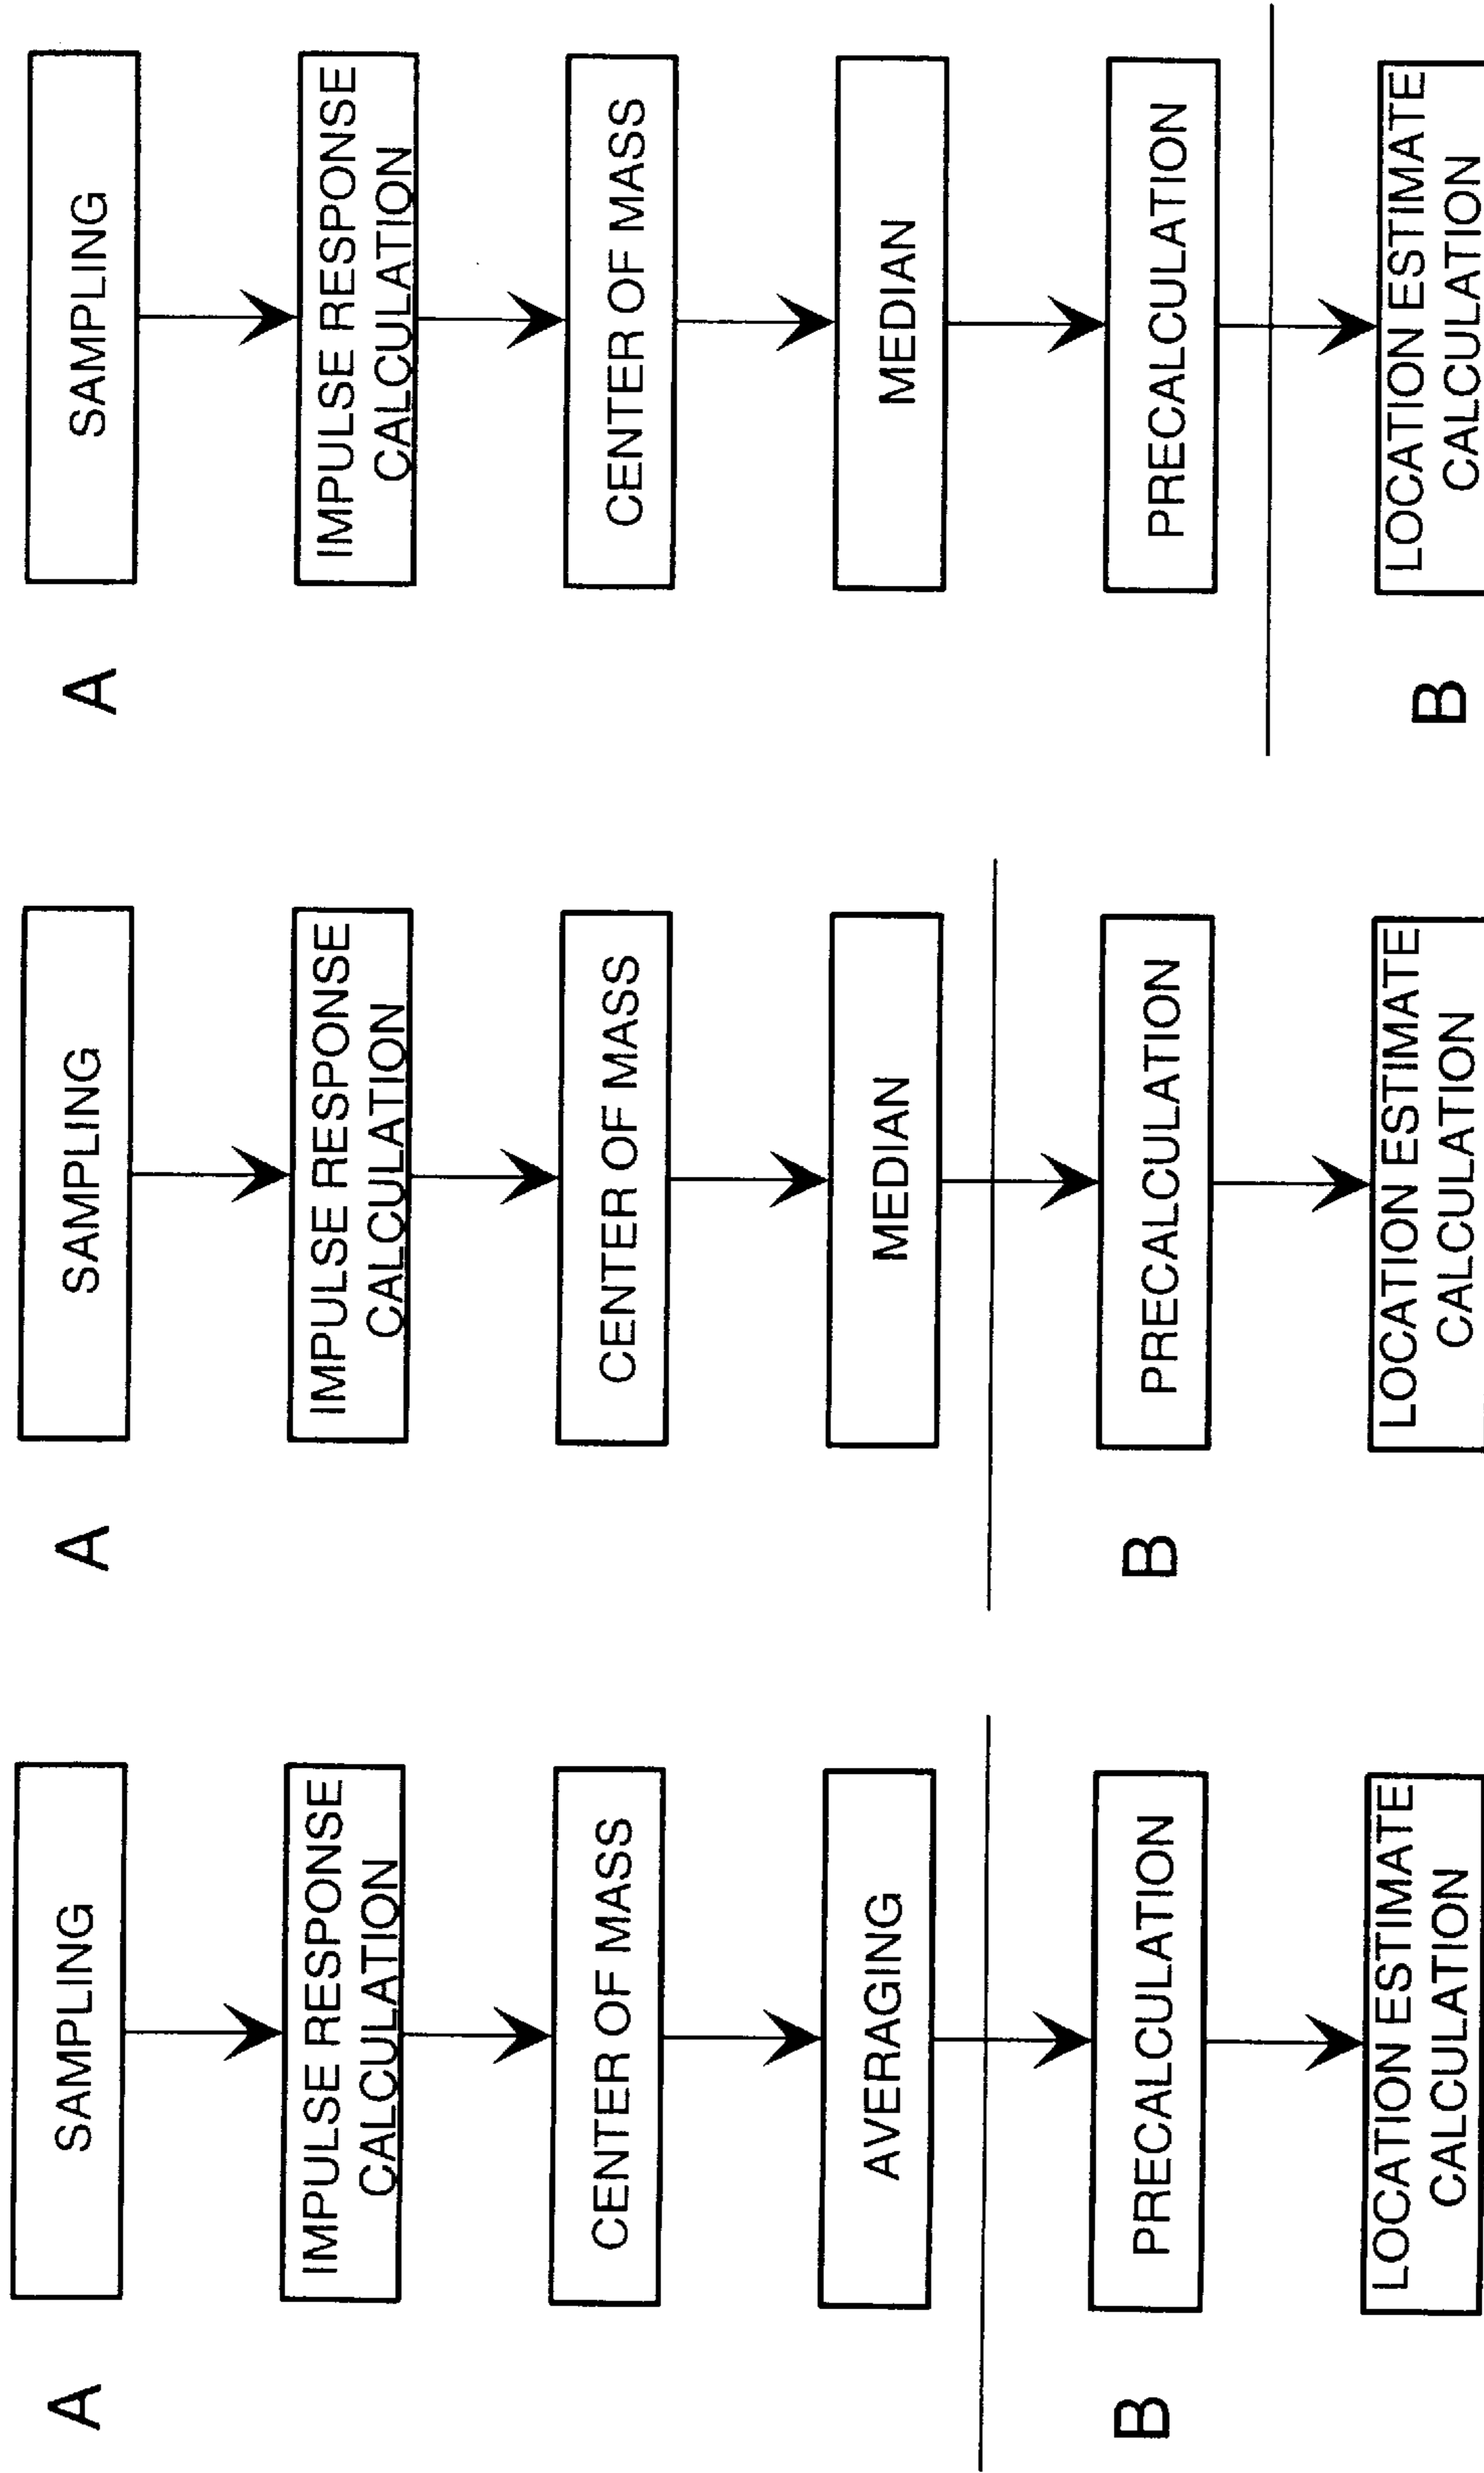 A
SAMPLING
IMPULSE RESPONSE
CALCULATION
CENTER OF MASS
AVERAGING
B
PRECALCULATION
LOCATION ESTIMATE
CALCULATION
A
SAMPLING
IMPULSE RESPONSE
CALCULATION
CENTER OF MASS
MEDIAN
B
PRECALCULATION
LOCATION ESTIMATE
CALCULATION
A
SAMPLING
IMPULSE RESPONSE
CALCULATION
CENTER OF MASS
MEDIAN
PRECALCULATION
B
LOCATION ESTIMATE
CALCULATION